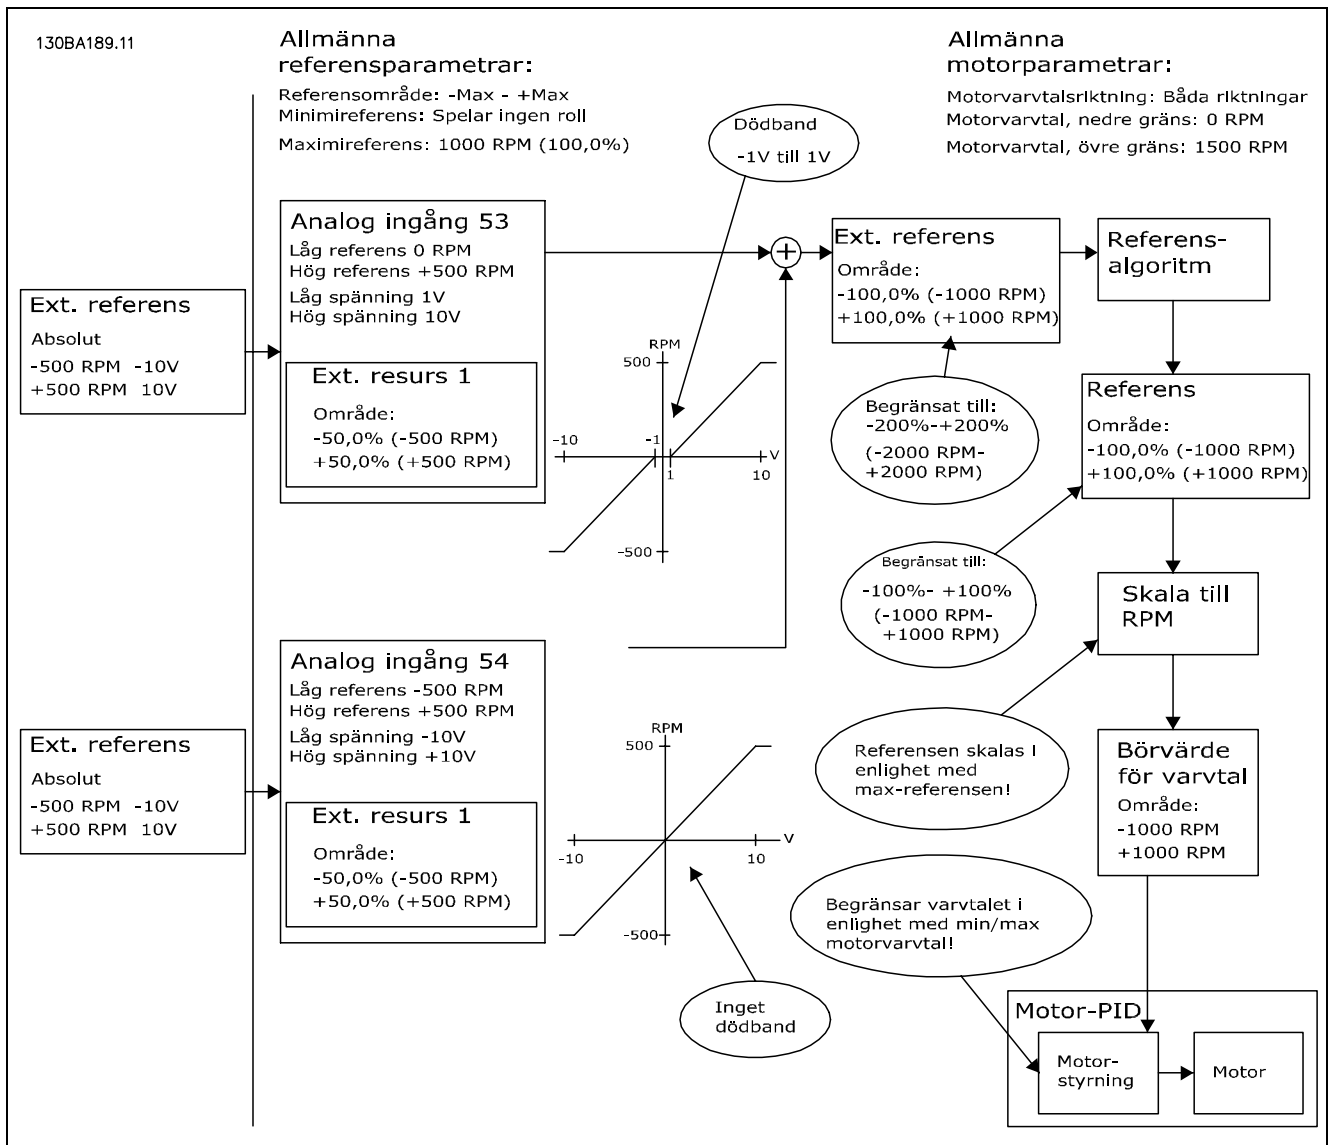 130BA189.11
Allmänna
referensparametrar:
Referensområde: -Max - +Max
Minimireferens: Spelar ingen roll
Maximireferens: 1000 RPM (100,0%)
Allmänna
motorparametrar:
Motorvarvtalsriktning: Båda riktningar
Motorvarvtal, nedre gräns: 0 RPM
Motorvarvtal, övre gräns: 1500 RPM
Dödband
-1V till 1V
Ext. referens
Absolut
-500 RPM -10V
+500 RPM 10V
Analog ingång 53
Låg referens 0 RPM
Hög referens +500 RPM
Låg spänning 1V
Hög spänning 10V
Ext. resurs 1
Område:
-50,0% (-500 RPM)
+50,0% (+500 RPM)
RPM
500
-10
-1
V
1
10
-500
+
Ext. referens
Område:
-100,0% (-1000 RPM)
+100,0% (+1000 RPM)
Referens-
algoritm
Begränsat till:
-200%-+200%
(-2000 RPM-
+2000 RPM)
Referens
Område:
-100,0% (-1000 RPM)
+100,0% (+1000 RPM)
Begränsat till:
-100%- +100%
(-1000 RPM-
+1000 RPM)
Skala till
RPM
Ext. referens
Absolut
-500 RPM -10V
+500 RPM 10V
Analog ingång 54
Låg referens -500 RPM
Hög referens +500 RPM
Låg spänning -10V
Hög spänning +10V
Ext. resurs 1
Område:
-50,0% (-500 RPM)
+50,0% (+500 RPM)
RPM
500
-10
10
V
-500
Inget
dödband
Referensen skalas i
enlighet med
max-referensen!
Börvärde
för varvtal
Område:
-1000 RPM
+1000 RPM
Begränsar varvtalet i
enlighet med min/max
motorvarvtal!
Motor-PID
Motor-
styrning
Motor